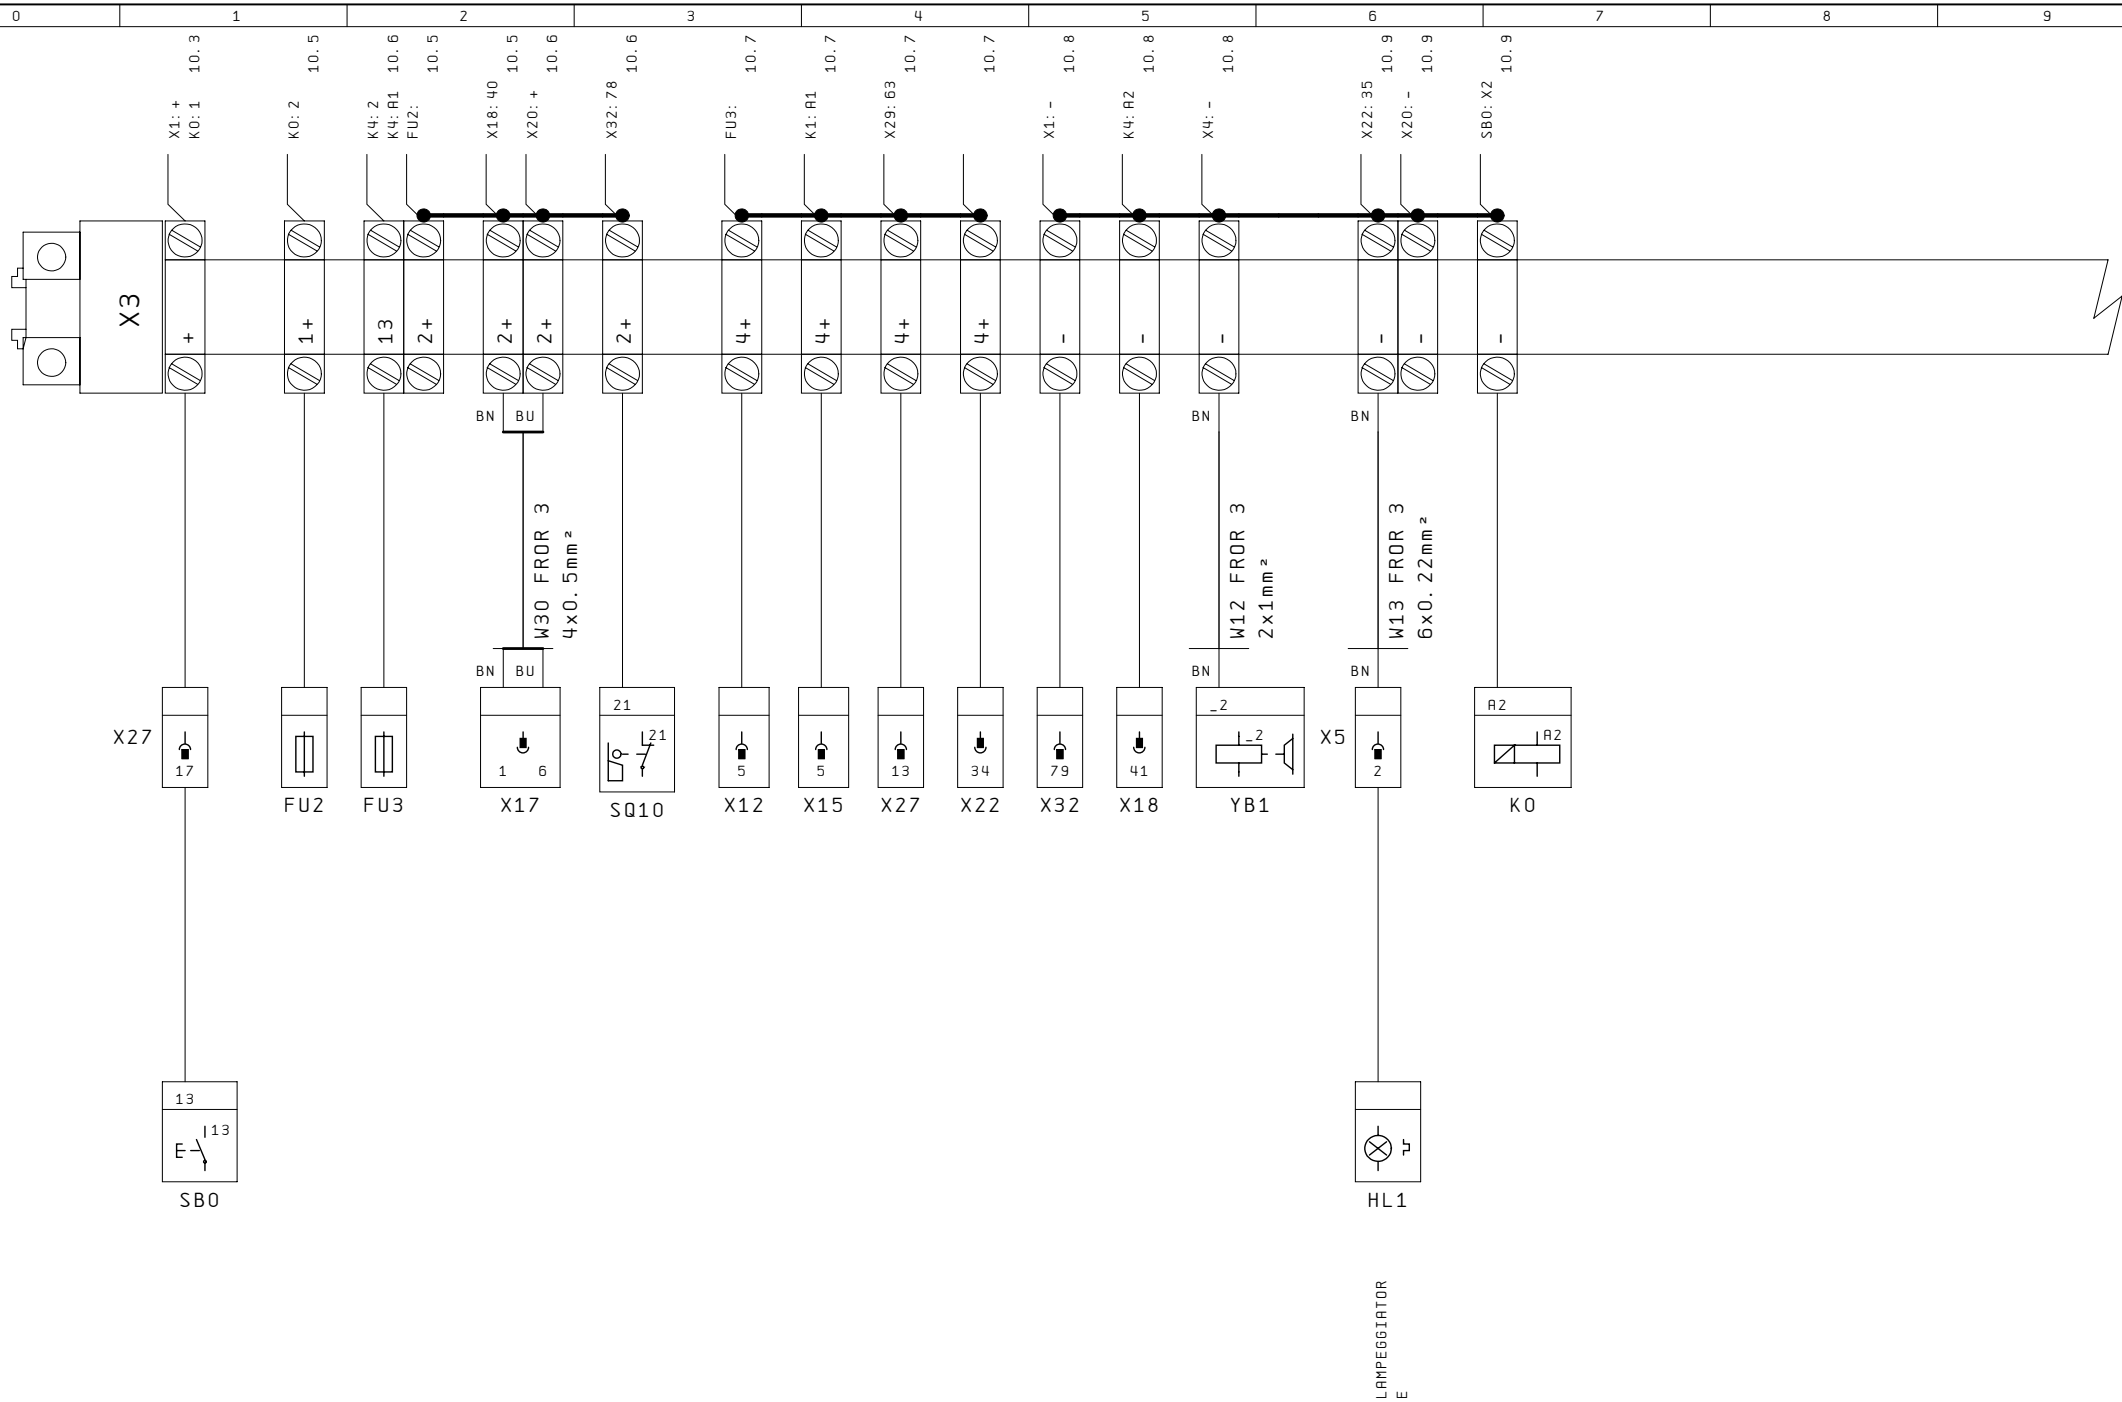 0 1 2 3 4 5 6 7 8 9
10.3 10.5 10.6 10.5 10.5 10.6 10.6 10.7 10.7 10.7 10.7 10.8 10.8 10.8 10.9 10.9 10.9
X1:+
K0:1
K0:2
K4:2
K4:A1
FU2:
X18:40
X20:+
X32:78
FU3:
K1:A1
X29:63
X1:-
K4:A2
X4:-
X22:35
X20:-
SB0:X2
X3
+ 1+ 13 2+ 2+ 2+ 2+ 4+ 4+ 4+ 4+ - - - - - -
BN BU BN BN
W30 FROR 3
4x0.5mm²
W12 FROR 3
2x1mm²
W13 FROR 3
6x0.22mm²
BN BU BN BN
21 _2 A2
X27 21 _2 X5 A2
17 1 6 5 5 13 34 79 41 2
FU2 FU3 X17 SQ10 X12 X15 X27 X22 X32 X18 YB1 K0
13
13
SB0 HL1
LAMPEGGIATOR
E